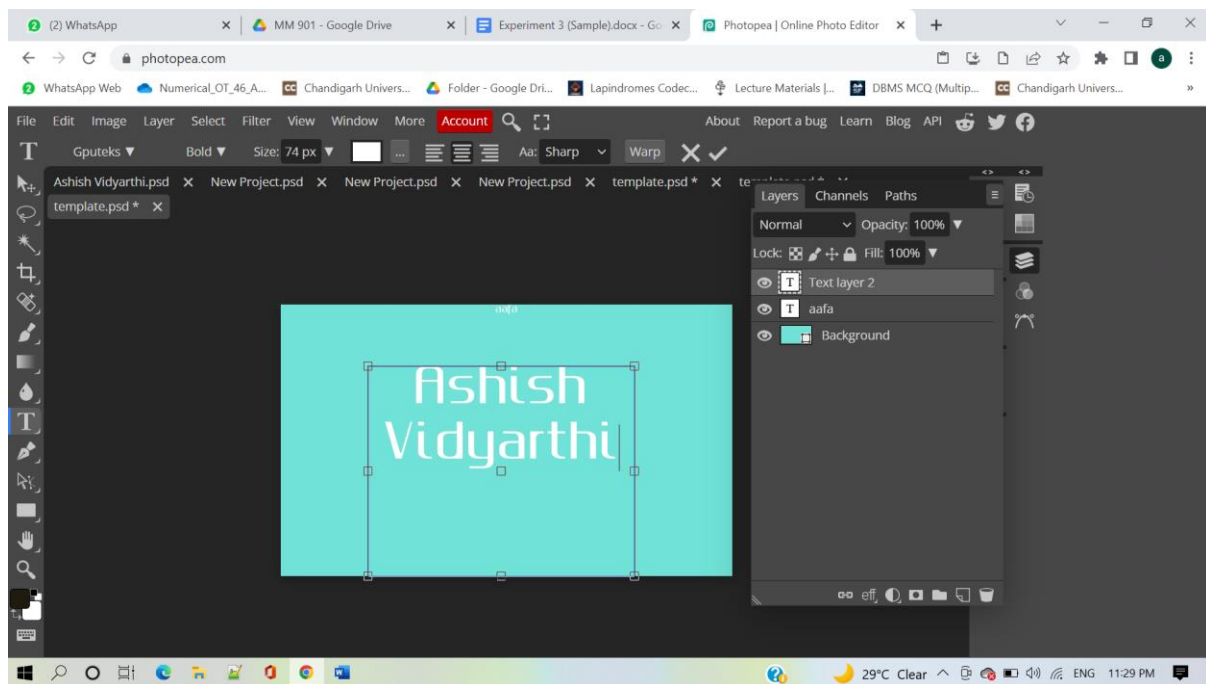 (2) WhatsApp
MM 901 - Google Drive
Experiment 3 (Sample).docx - Go
Photopea | Online Photo Editor
photopea.com
a
WhatsApp Web
Numerical_OT_46_A...
CC Chandigarh Univers...
Folder - Google Dri...
Lapindromes Codec...
Lecture Materials |...
DBMS MCQ (Multip...
CC Chandigarh Univers...
»
File Edit Image Layer Select Filter View Window More Account
About Report a bug Learn Blog API
T Gputeks Bold Size: 74 px ... Aa: Sharp Warp
Ashish Vidyarthi.psd New Project.psd New Project.psd New Project.psd template.psd *
template.psd *
Layers Channels Paths
Normal Opacity: 100%
Lock: Fill: 100%
T Text layer 2
T aafa
Background
aafa
Ashish
Vidyarthi
eff
29°C Clear ENG 11:29 PM